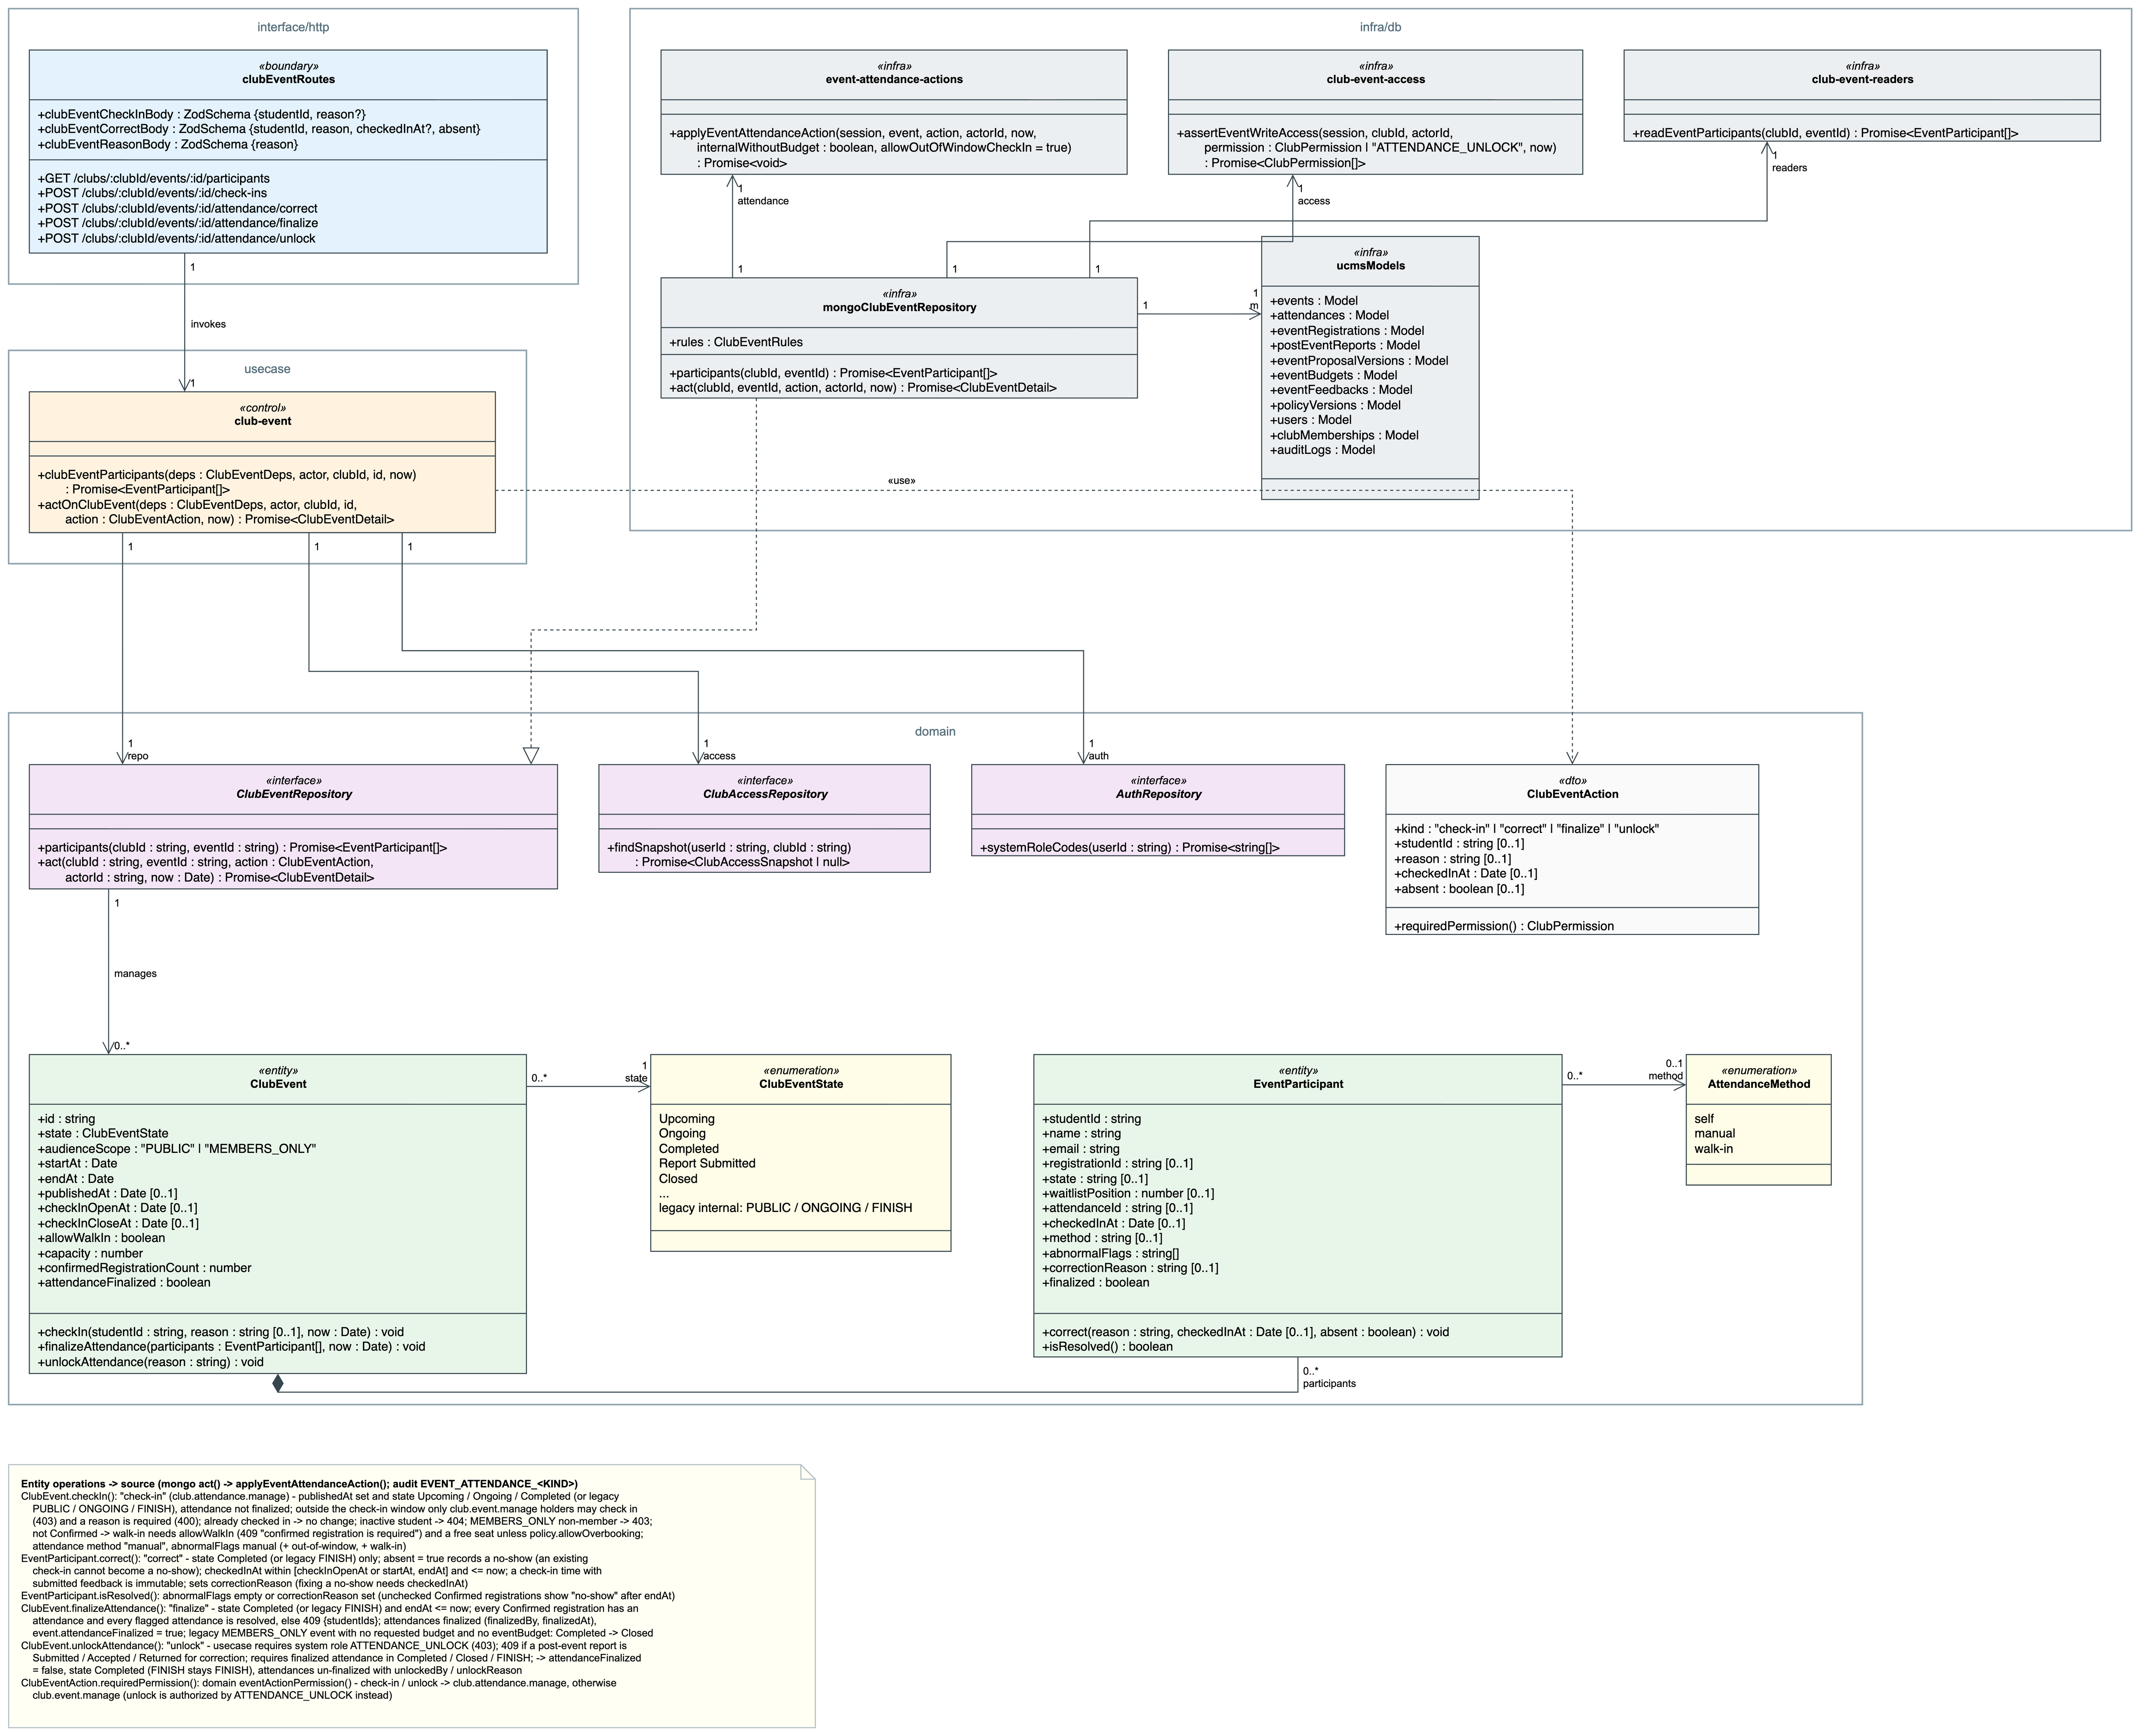 interface/http
«boundary»
clubEventRoutes
+clubEventCheckInBody : ZodSchema {studentId, reason?}
+clubEventCorrectBody : ZodSchema {studentId, reason, checkedInAt?, absent}
+clubEventReasonBody : ZodSchema {reason}
+GET /clubs/:clubId/events/:id/participants
+POST /clubs/:clubId/events/:id/check-ins
+POST /clubs/:clubId/events/:id/attendance/correct
+POST /clubs/:clubId/events/:id/attendance/finalize
+POST /clubs/:clubId/events/:id/attendance/unlock
1
invokes
1
infra/db
«infra»
event-attendance-actions
+applyEventAttendanceAction(session, event, action, actorId, now,
internalWithoutBudget : boolean, allowOutOfWindowCheckIn = true)
: Promise<void>
1
attendance
«infra»
club-event-access
+assertEventWriteAccess(session, clubId, actorId,
permission : ClubPermission | "ATTENDANCE_UNLOCK", now)
: Promise<ClubPermission[]>
1
access
«infra»
club-event-readers
+readEventParticipants(clubId, eventId) : Promise<EventParticipant[]>
1
readers
1
1
1
«infra»
mongoClubEventRepository
+rules : ClubEventRules
+participants(clubId, eventId) : Promise<EventParticipant[]>
+act(clubId, eventId, action, actorId, now) : Promise<ClubEventDetail>
1
1
m
«infra»
ucmsModels
+events : Model
+attendances : Model
+eventRegistrations : Model
+postEventReports : Model
+eventProposalVersions : Model
+eventBudgets : Model
+eventFeedbacks : Model
+policyVersions : Model
+users : Model
+clubMemberships : Model
+auditLogs : Model
usecase
«control»
club-event
+clubEventParticipants(deps : ClubEventDeps, actor, clubId, id, now)
: Promise<EventParticipant[]>
+actOnClubEvent(deps : ClubEventDeps, actor, clubId, id,
action : ClubEventAction, now) : Promise<ClubEventDetail>
«use»
1
1
1
domain
1
repo
1
access
1
auth
«interface»
ClubEventRepository
+participants(clubId : string, eventId : string) : Promise<EventParticipant[]>
+act(clubId : string, eventId : string, action : ClubEventAction,
actorId : string, now : Date) : Promise<ClubEventDetail>
«interface»
ClubAccessRepository
+findSnapshot(userId : string, clubId : string)
: Promise<ClubAccessSnapshot | null>
«interface»
AuthRepository
+systemRoleCodes(userId : string) : Promise<string[]>
«dto»
ClubEventAction
+kind : "check-in" | "correct" | "finalize" | "unlock"
+studentId : string [0..1]
+reason : string [0..1]
+checkedInAt : Date [0..1]
+absent : boolean [0..1]
+requiredPermission() : ClubPermission
1
manages
0..*
«entity»
ClubEvent
+id : string
+state : ClubEventState
+audienceScope : "PUBLIC" | "MEMBERS_ONLY"
+startAt : Date
+endAt : Date
+publishedAt : Date [0..1]
+checkInOpenAt : Date [0..1]
+checkInCloseAt : Date [0..1]
+allowWalkIn : boolean
+capacity : number
+confirmedRegistrationCount : number
+attendanceFinalized : boolean
+checkIn(studentId : string, reason : string [0..1], now : Date) : void
+finalizeAttendance(participants : EventParticipant[], now : Date) : void
+unlockAttendance(reason : string) : void
0..*
1
state
«enumeration»
ClubEventState
Upcoming
Ongoing
Completed
Report Submitted
Closed
...
legacy internal: PUBLIC / ONGOING / FINISH
«entity»
EventParticipant
+studentId : string
+name : string
+email : string
+registrationId : string [0..1]
+state : string [0..1]
+waitlistPosition : number [0..1]
+attendanceId : string [0..1]
+checkedInAt : Date [0..1]
+method : string [0..1]
+abnormalFlags : string[]
+correctionReason : string [0..1]
+finalized : boolean
+correct(reason : string, checkedInAt : Date [0..1], absent : boolean) : void
+isResolved() : boolean
0..*
0..1
method
«enumeration»
AttendanceMethod
self
manual
walk-in
0..*
participants
Entity operations -> source (mongo act() -> applyEventAttendanceAction(); audit EVENT_ATTENDANCE_<KIND>)
ClubEvent.checkIn(): "check-in" (club.attendance.manage) - publishedAt set and state Upcoming / Ongoing / Completed (or legacy
PUBLIC / ONGOING / FINISH), attendance not finalized; outside the check-in window only club.event.manage holders may check in
(403) and a reason is required (400); already checked in -> no change; inactive student -> 404; MEMBERS_ONLY non-member -> 403;
not Confirmed -> walk-in needs allowWalkIn (409 "confirmed registration is required") and a free seat unless policy.allowOverbooking;
attendance method "manual", abnormalFlags manual (+ out-of-window, + walk-in)
EventParticipant.correct(): "correct" - state Completed (or legacy FINISH) only; absent = true records a no-show (an existing
check-in cannot become a no-show); checkedInAt within [checkInOpenAt or startAt, endAt] and <= now; a check-in time with
submitted feedback is immutable; sets correctionReason (fixing a no-show needs checkedInAt)
EventParticipant.isResolved(): abnormalFlags empty or correctionReason set (unchecked Confirmed registrations show "no-show" after endAt)
ClubEvent.finalizeAttendance(): "finalize" - state Completed (or legacy FINISH) and endAt <= now; every Confirmed registration has an
attendance and every flagged attendance is resolved, else 409 {studentIds}; attendances finalized (finalizedBy, finalizedAt),
event.attendanceFinalized = true; legacy MEMBERS_ONLY event with no requested budget and no eventBudget: Completed -> Closed
ClubEvent.unlockAttendance(): "unlock" - usecase requires system role ATTENDANCE_UNLOCK (403); 409 if a post-event report is
Submitted / Accepted / Returned for correction; requires finalized attendance in Completed / Closed / FINISH; -> attendanceFinalized
= false, state Completed (FINISH stays FINISH), attendances un-finalized with unlockedBy / unlockReason
ClubEventAction.requiredPermission(): domain eventActionPermission() - check-in / unlock -> club.attendance.manage, otherwise
club.event.manage (unlock is authorized by ATTENDANCE_UNLOCK instead)